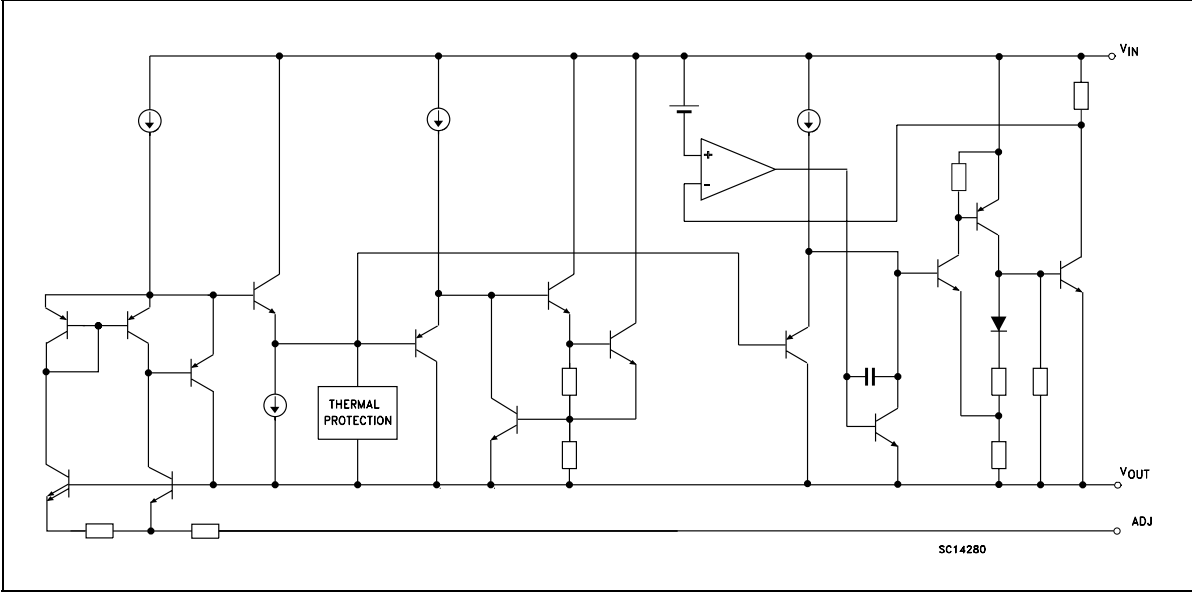 VIN
+
-
THERMAL
PROTECTION
VOUT
ADJ
SC14280